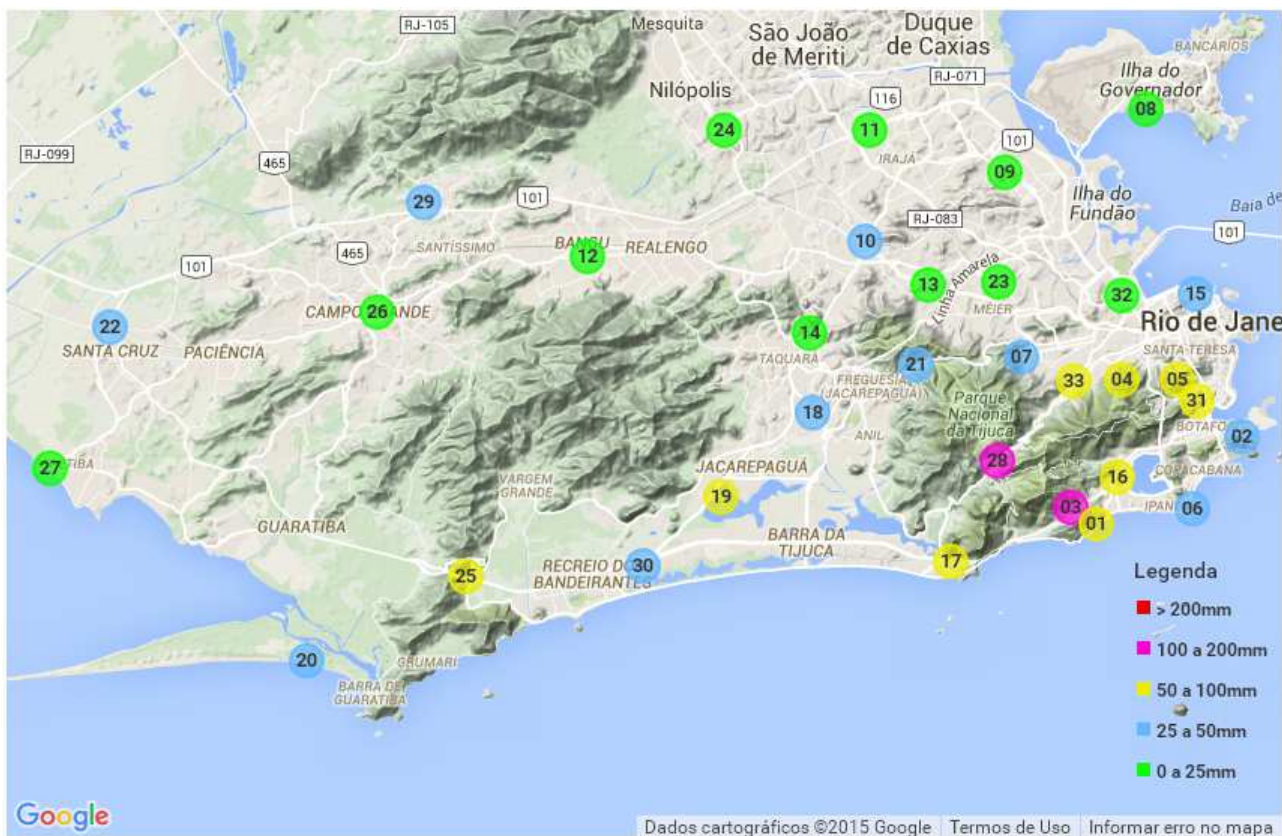 RJ-105
Mesquita
São João
de Meriti
Duque
de Caxias
BANCÁRIOS
RJ-071
Ilha do
Governador
Nilópolis
116
08
24
11
RJ-099
465
IRAJÁ
101
09
Ilha do
Fundão
29
101
RJ-083
Baía de
SANTÍSSIMO
BANGU
REALENGO
10
101
465
12
101
Linha Amarela
13
23
32
15
MÉIER
22
CAMPO GRANDE
26
Rio de Jane
SANTA CRUZ
PACIÊNCIA
14
TAQUARA
SANTA TERESA
21
07
FREGUESIA
(JACAREPAGUÁ)
33
04
05
Parque
Nacional
da Tijuca
31
18
BOTAFO
ANIL
02
27
28
JACAREPAGUÁ
COPACABANA
16
VARGEM
GRANDE
19
03
IPAN
06
GUARATIBA
01
BARRA DA
TIJUCA
17
25
RECREIO DOS
BANDEIRANTES
30
Legenda
> 200mm
100 a 200mm
20
GRUMARI
BARRA DE
GUARATIBA
50 a 100mm
25 a 50mm
0 a 25mm
Google
Dados cartográficos ©2015 Google
Termos de Uso
Informar erro no mapa